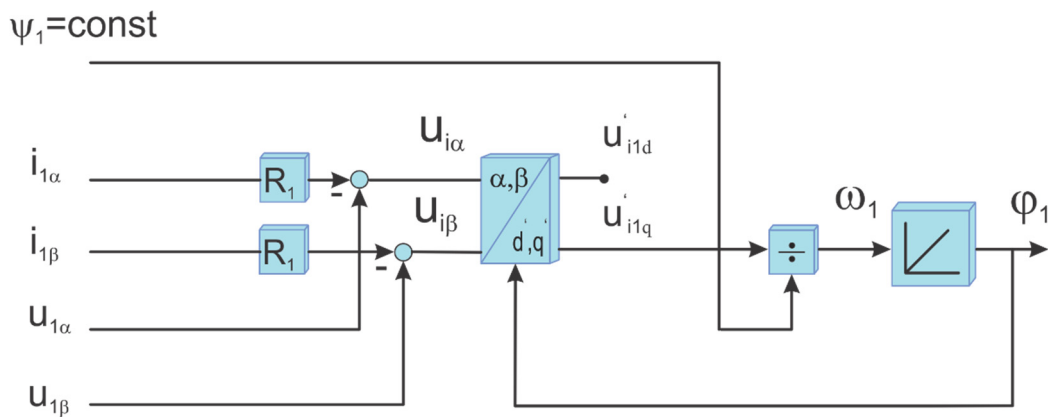 ψ₁=const
uᵢα
u'ᵢ₁d
i₁α
R₁
-
α,β
uᵢβ
u'ᵢ₁q
ω₁
φ₁
i₁β
R₁
-
d',q'
÷
u₁α
u₁β